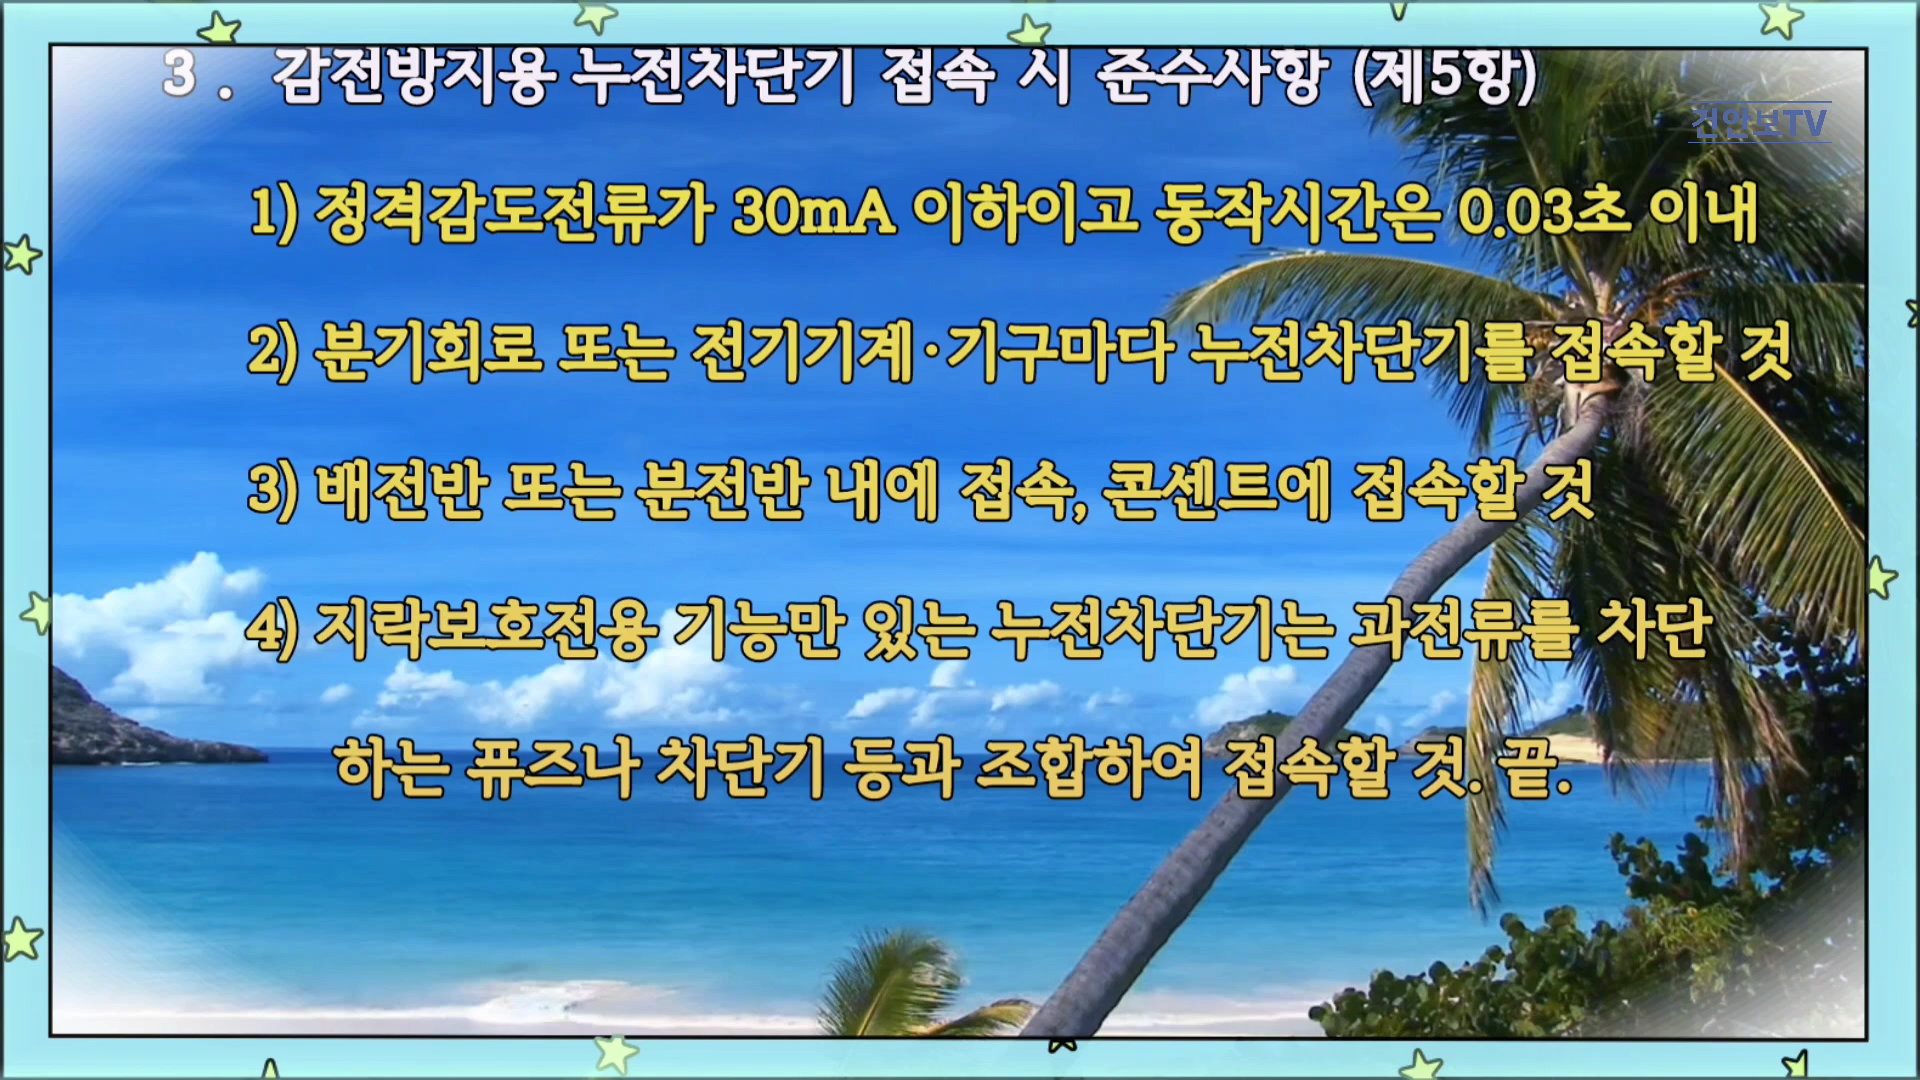 3. 감전방지용 누전차단기 접속 시 준수사항 (제5항)
건안보TV
1) 정격감도전류가 30mA 이하이고 동작시간은 0.03초 이내
2) 분기회로 또는 전기기계·기구마다 누전차단기를 접속할 것
3) 배전반 또는 분전반 내에 접속, 콘센트에 접속할 것
4) 지락보호전용 기능만 있는 누전차단기는 과전류를 차단
하는 퓨즈나 차단기 등과 조합하여 접속할 것. 끝.